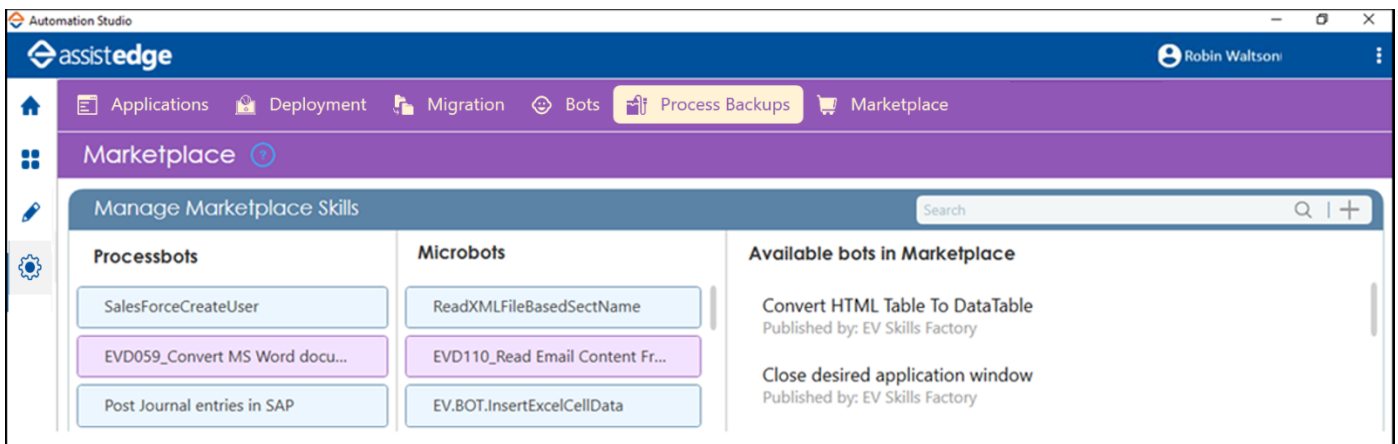 Automation Studio
assistedge
Robin Waltson
Applications Deployment Migration Bots Process Backups Marketplace
Marketplace ?
Manage Marketplace Skills
Search
Processbots
SalesForceCreateUser
EVD059_Convert MS Word docu...
Post Journal entries in SAP
Microbots
ReadXMLFileBasedSectName
EVD110_Read Email Content Fr...
EV.BOT.InsertExcelCellData
Available bots in Marketplace
Convert HTML Table To DataTable
Published by: EV Skills Factory
Close desired application window
Published by: EV Skills Factory